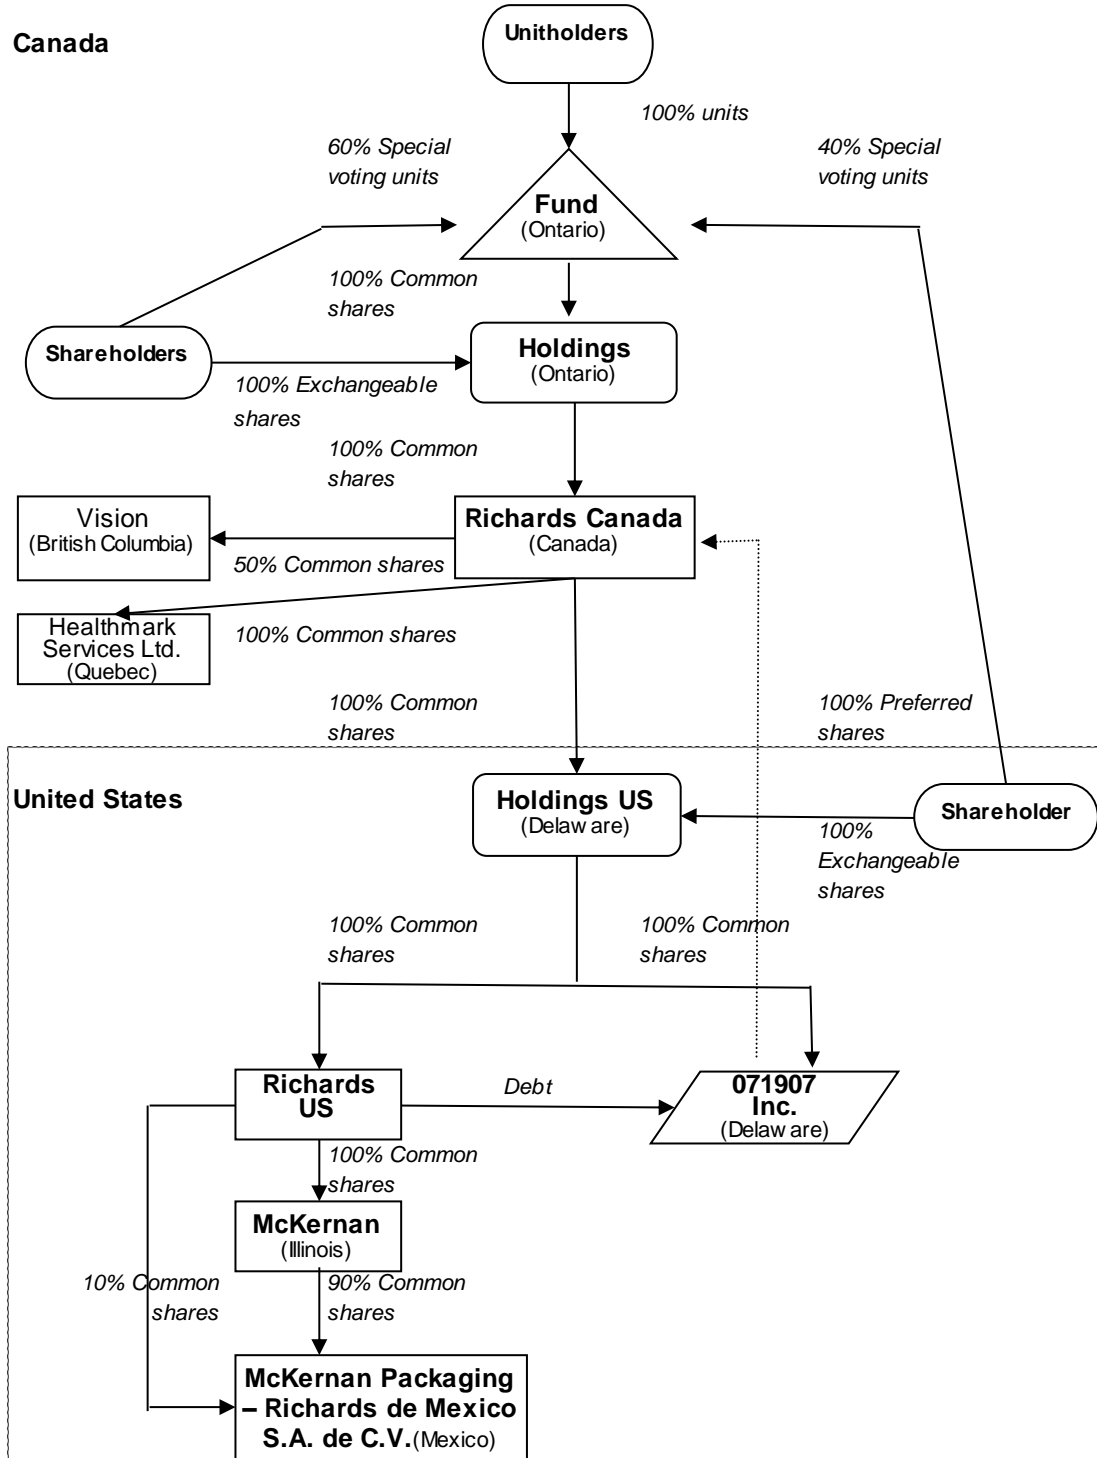 Canada
Unitholders
100% units
60% Special
voting units
40% Special
voting units
Fund
(Ontario)
100% Common
shares
Shareholders
Holdings
(Ontario)
100% Exchangeable
shares
100% Common
shares
Vision
(British Columbia)
Richards Canada
(Canada)
50% Common shares
Healthmark
Services Ltd.
(Quebec)
100% Common shares
100% Common
shares
100% Preferred
shares
United States
Holdings US
(Delaware)
Shareholder
100%
Exchangeable
shares
100% Common
shares
100% Common
shares
Richards
US
Debt
071907
Inc.
(Delaware)
100% Common
shares
McKernan
(Illinois)
10% Common
shares
90% Common
shares
McKernan Packaging
– Richards de Mexico
S.A. de C.V.(Mexico)